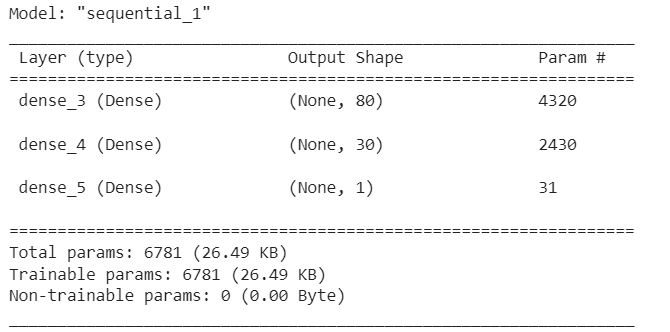 Model: "sequential_1"
Layer (type) Output Shape Param #
dense_3 (Dense) (None, 80) 4320
dense_4 (Dense) (None, 30) 2430
dense_5 (Dense) (None, 1) 31
Total params: 6781 (26.49 KB)
Trainable params: 6781 (26.49 KB)
Non-trainable params: 0 (0.00 Byte)